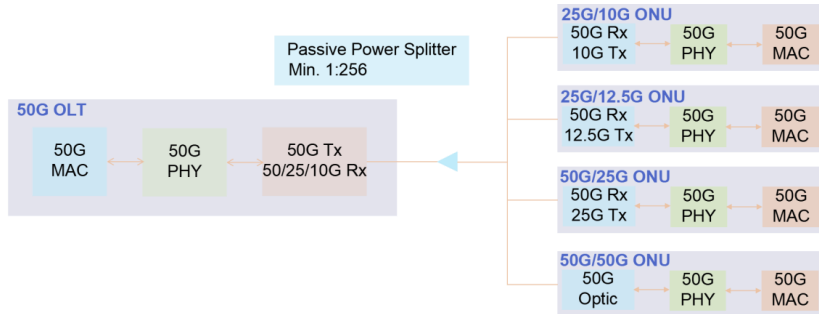 Passive Power Splitter
Min. 1:256
50G OLT
50G
MAC
50G
PHY
50G Tx
50/25/10G Rx
25G/10G ONU
50G Rx
10G Tx
50G
PHY
50G
MAC
25G/12.5G ONU
50G Rx
12.5G Tx
50G
PHY
50G
MAC
50G/25G ONU
50G Rx
25G Tx
50G
PHY
50G
MAC
50G/50G ONU
50G
Optic
50G
PHY
50G
MAC